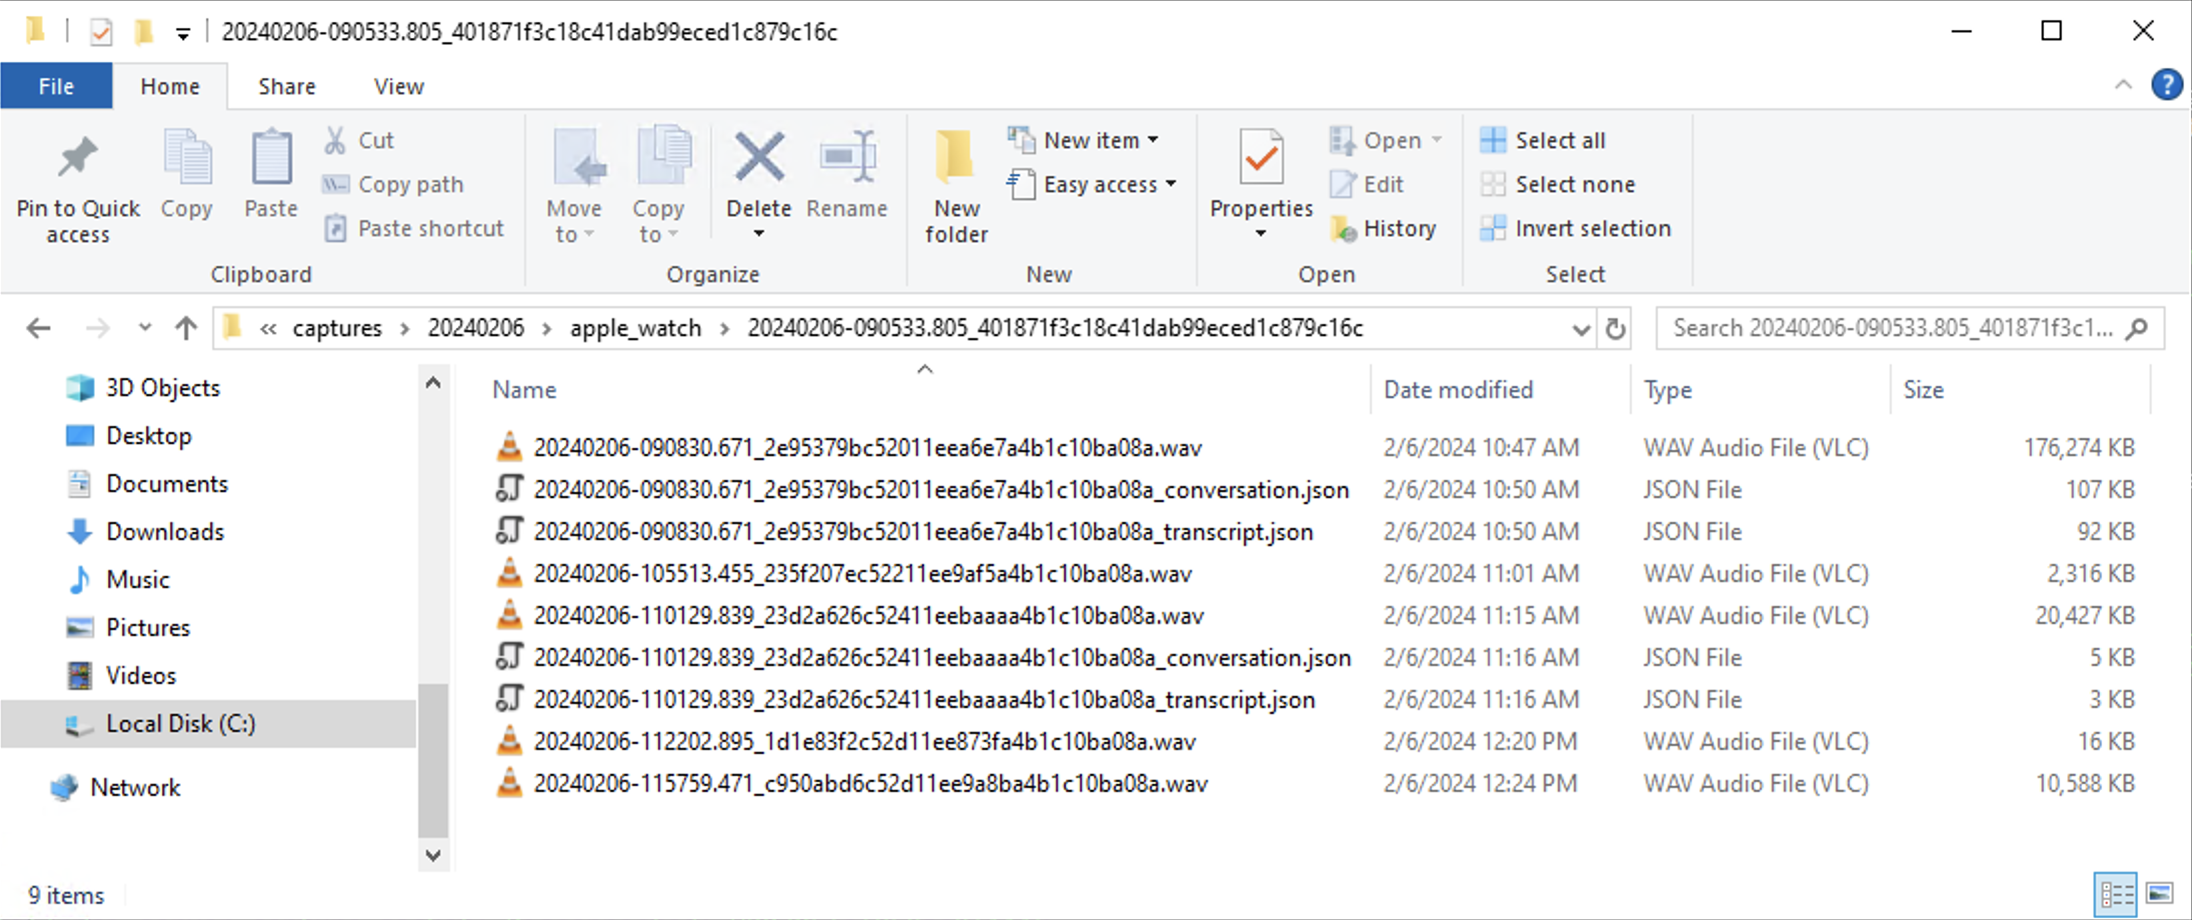 20240206-090533.805_401871f3c18c41dab99eced1c879c16c
File Home Share View
Pin to Quick access
Copy
Paste
Cut
Copy path
Paste shortcut
Clipboard
Move to
Copy to
Delete
Rename
Organize
New folder
New item
Easy access
New
Properties
Open
Edit
History
Open
Select all
Select none
Invert selection
Select
« captures > 20240206 > apple_watch > 20240206-090533.805_401871f3c18c41dab99eced1c879c16c
Search 20240206-090533.805_401871f3c1...
3D Objects
Desktop
Documents
Downloads
Music
Pictures
Videos
Local Disk (C:)
Network
Name Date modified Type Size
20240206-090830.671_2e95379bc52011eea6e7a4b1c10ba08a.wav 2/6/2024 10:47 AM WAV Audio File (VLC) 176,274 KB
20240206-090830.671_2e95379bc52011eea6e7a4b1c10ba08a_conversation.json 2/6/2024 10:50 AM JSON File 107 KB
20240206-090830.671_2e95379bc52011eea6e7a4b1c10ba08a_transcript.json 2/6/2024 10:50 AM JSON File 92 KB
20240206-105513.455_235f207ec52211ee9af5a4b1c10ba08a.wav 2/6/2024 11:01 AM WAV Audio File (VLC) 2,316 KB
20240206-110129.839_23d2a626c52411eebaaaa4b1c10ba08a.wav 2/6/2024 11:15 AM WAV Audio File (VLC) 20,427 KB
20240206-110129.839_23d2a626c52411eebaaaa4b1c10ba08a_conversation.json 2/6/2024 11:16 AM JSON File 5 KB
20240206-110129.839_23d2a626c52411eebaaaa4b1c10ba08a_transcript.json 2/6/2024 11:16 AM JSON File 3 KB
20240206-112202.895_1d1e83f2c52d11ee873fa4b1c10ba08a.wav 2/6/2024 12:20 PM WAV Audio File (VLC) 16 KB
20240206-115759.471_c950abd6c52d11ee9a8ba4b1c10ba08a.wav 2/6/2024 12:24 PM WAV Audio File (VLC) 10,588 KB
9 items